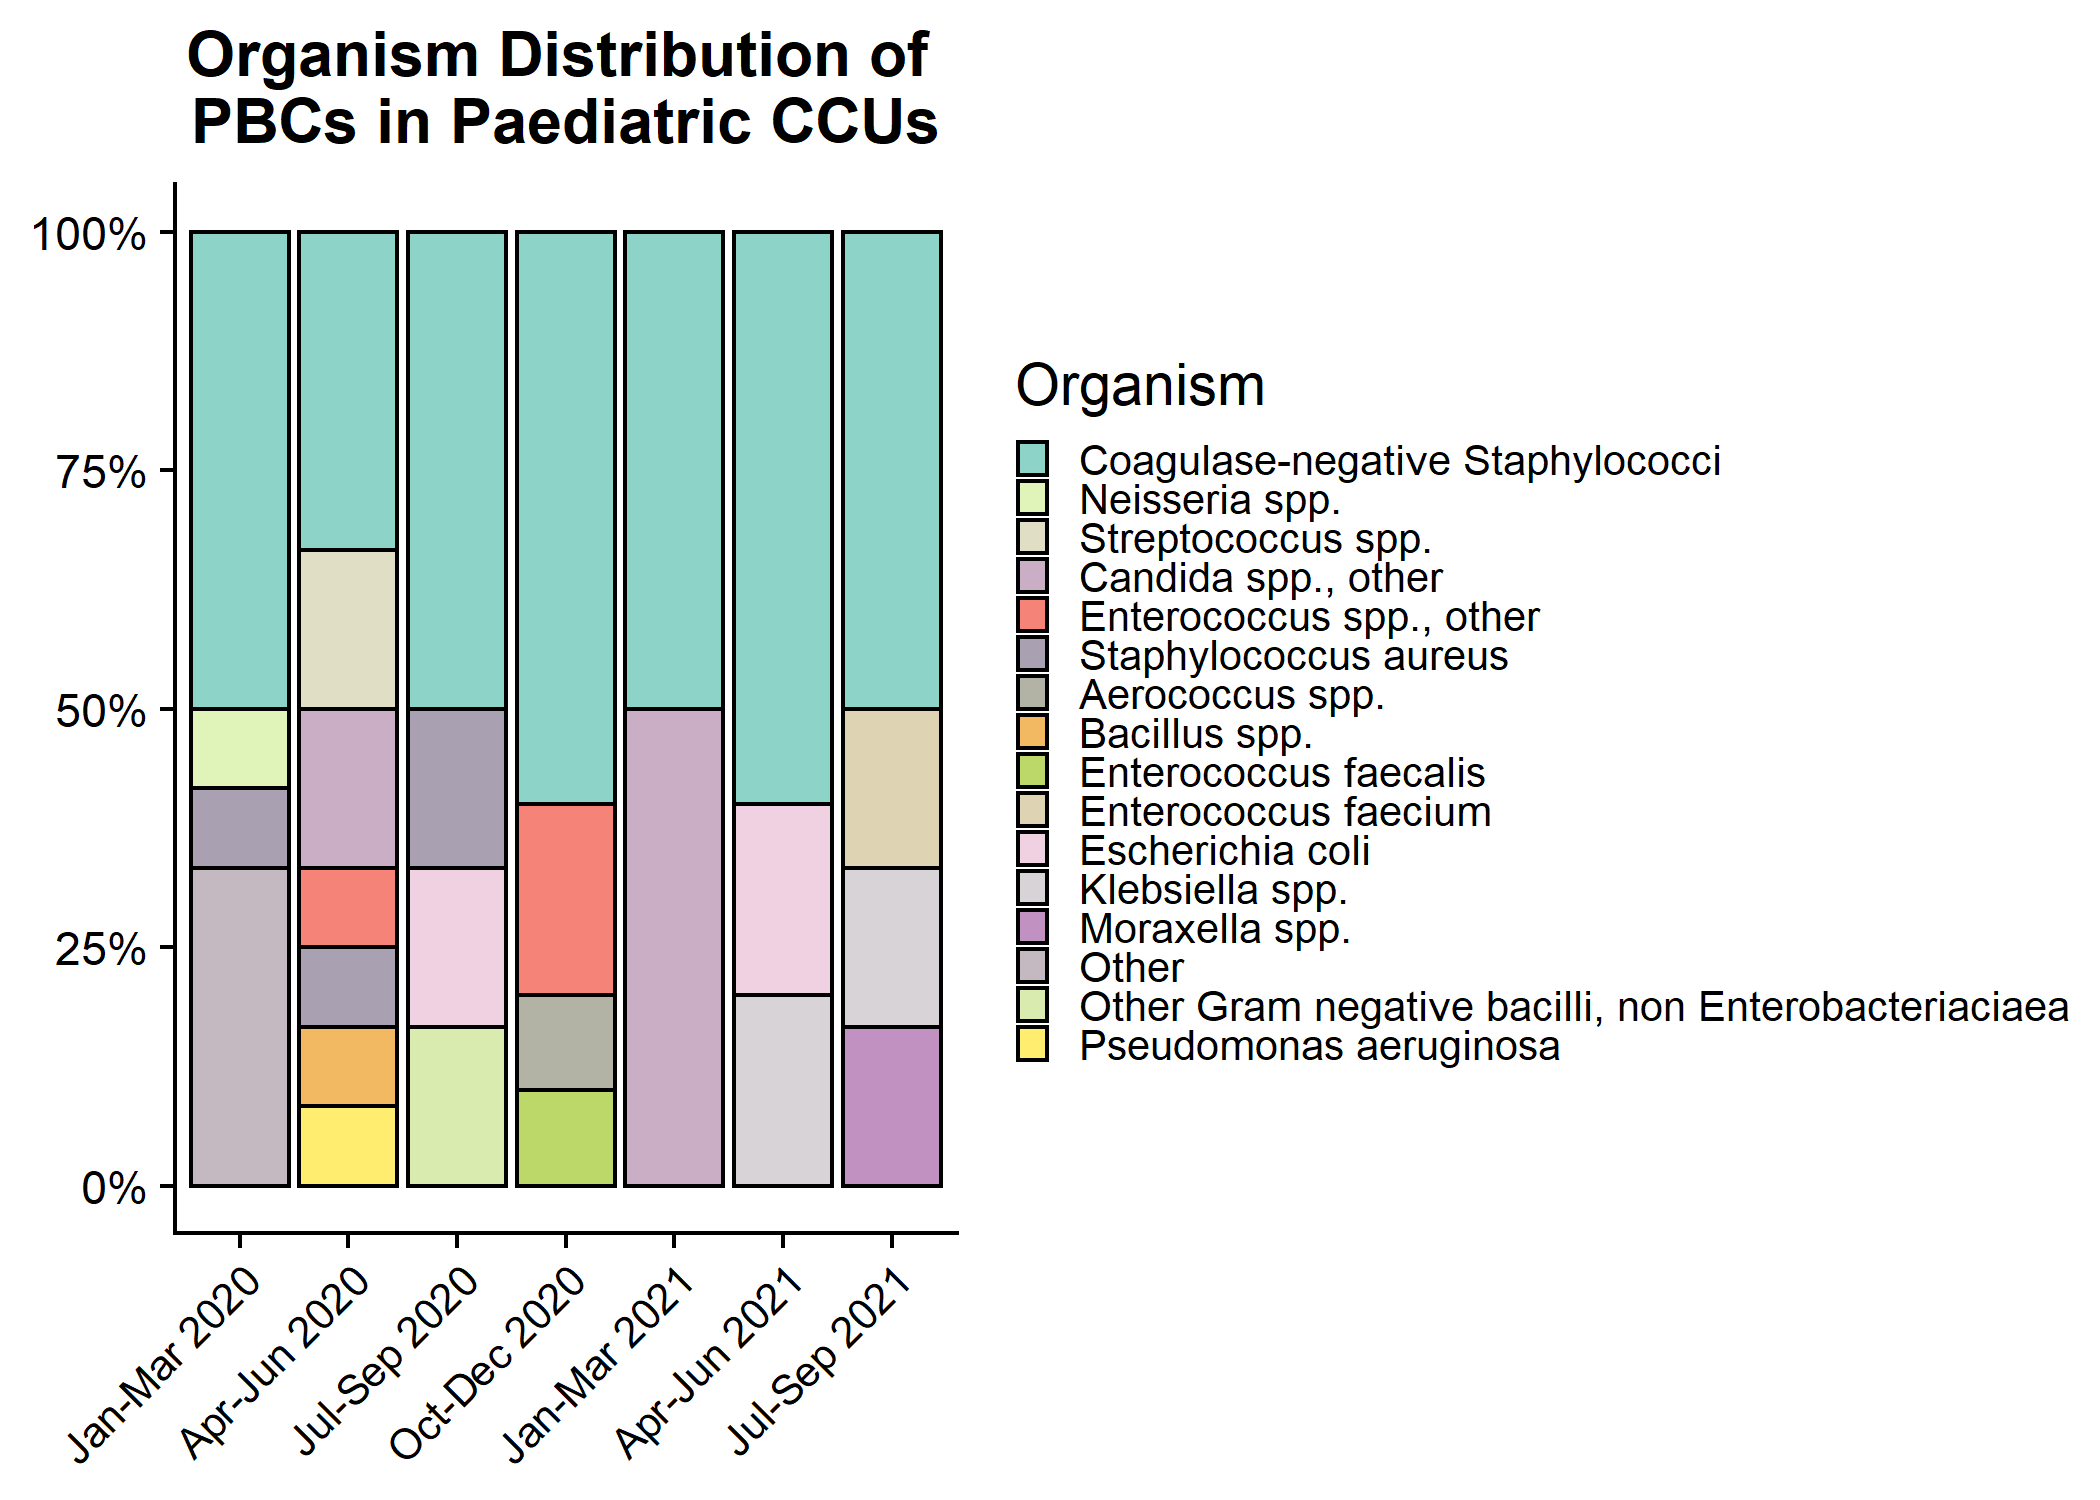 Organism Distribution of
PBCs in Paediatric CCUs
100%
75%
50%
25%
0%
Jan-Mar 2020
Apr-Jun 2020
Jul-Sep 2020
Oct-Dec 2020
Jan-Mar 2021
Apr-Jun 2021
Jul-Sep 2021
Organism
Coagulase-negative Staphylococci
Neisseria spp.
Streptococcus spp.
Candida spp., other
Enterococcus spp., other
Staphylococcus aureus
Aerococcus spp.
Bacillus spp.
Enterococcus faecalis
Enterococcus faecium
Escherichia coli
Klebsiella spp.
Moraxella spp.
Other
Other Gram negative bacilli, non Enterobacteriaciaea
Pseudomonas aeruginosa